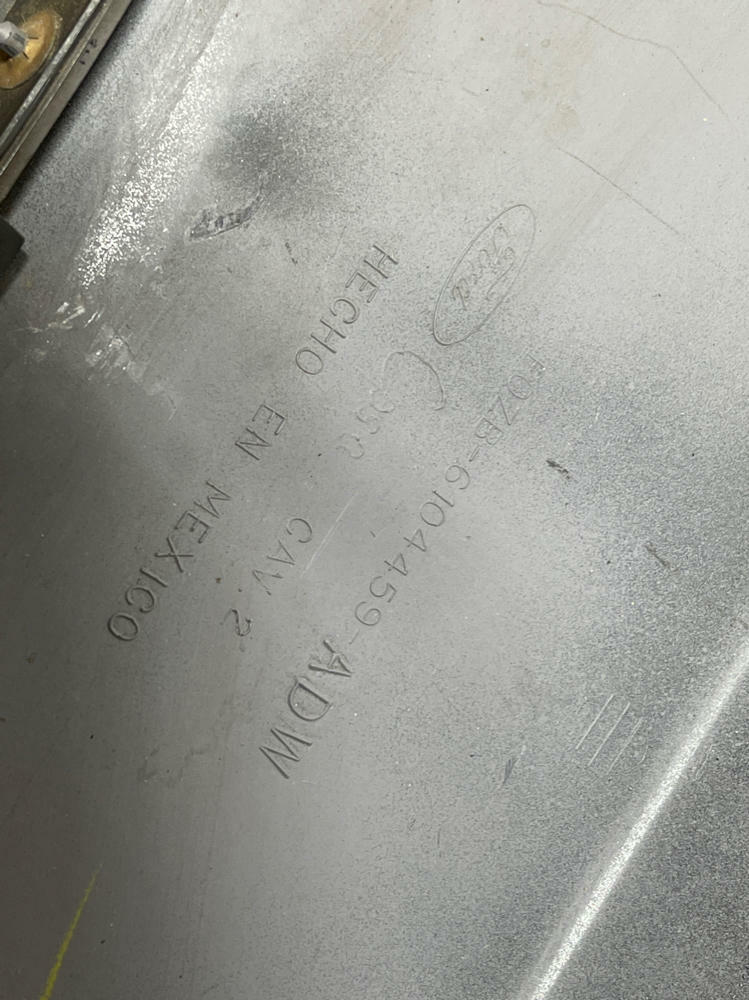 Ford
F0ZB-6104459-ADW
CAV. 2
HECHO EN MEXICO